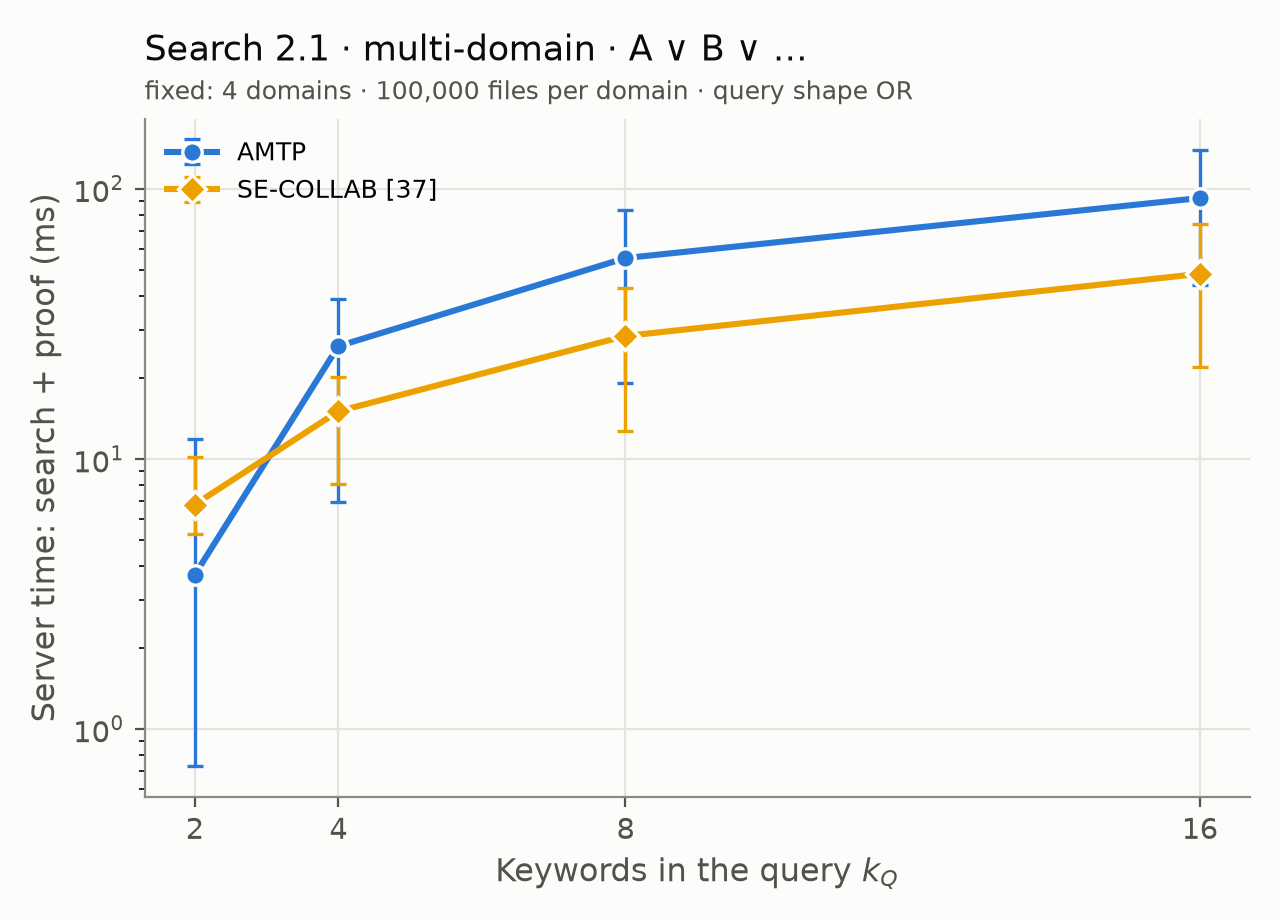 Search 2.1 · multi-domain · A ∨ B ∨ …
fixed: 4 domains · 100,000 files per domain · query shape OR
AMTP
SE-COLLAB [37]
Server time: search + proof (ms)
10²
10¹
10⁰
2 4 8 16
Keywords in the query k_Q